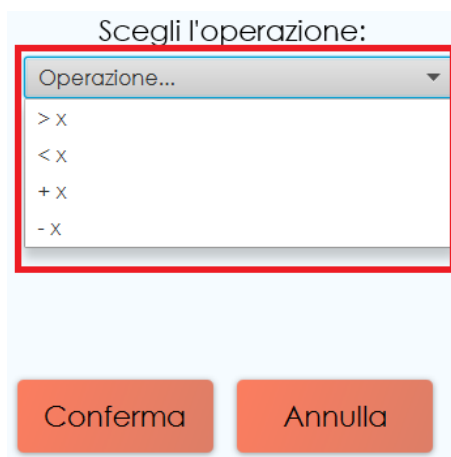 Scegli l'operazione:
Operazione...
> x
< x
+ x
- x
Conferma Annulla